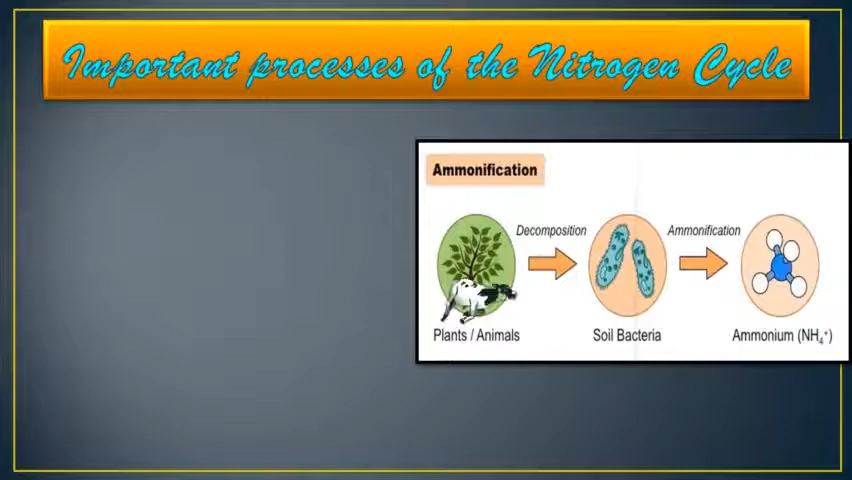 Important processes of the Nitrogen Cycle
Ammonification
Decomposition
Ammonification
Plants / Animals
Soil Bacteria
Ammonium (NH₄⁺)